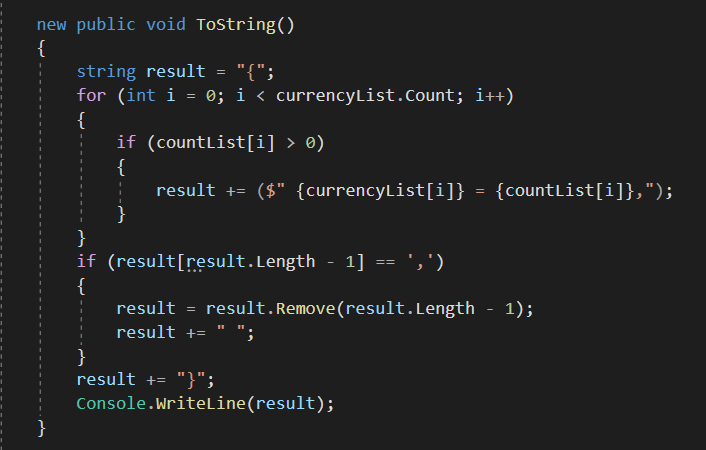 new public void ToString()
{
string result = "{";
for (int i = 0; i < currencyList.Count; i++)
{
if (countList[i] > 0)
{
result += ($" {currencyList[i]} = {countList[i]},");
}
}
if (result[result.Length - 1] == ',')
{
result = result.Remove(result.Length - 1);
result += " ";
}
result += "}";
Console.WriteLine(result);
}